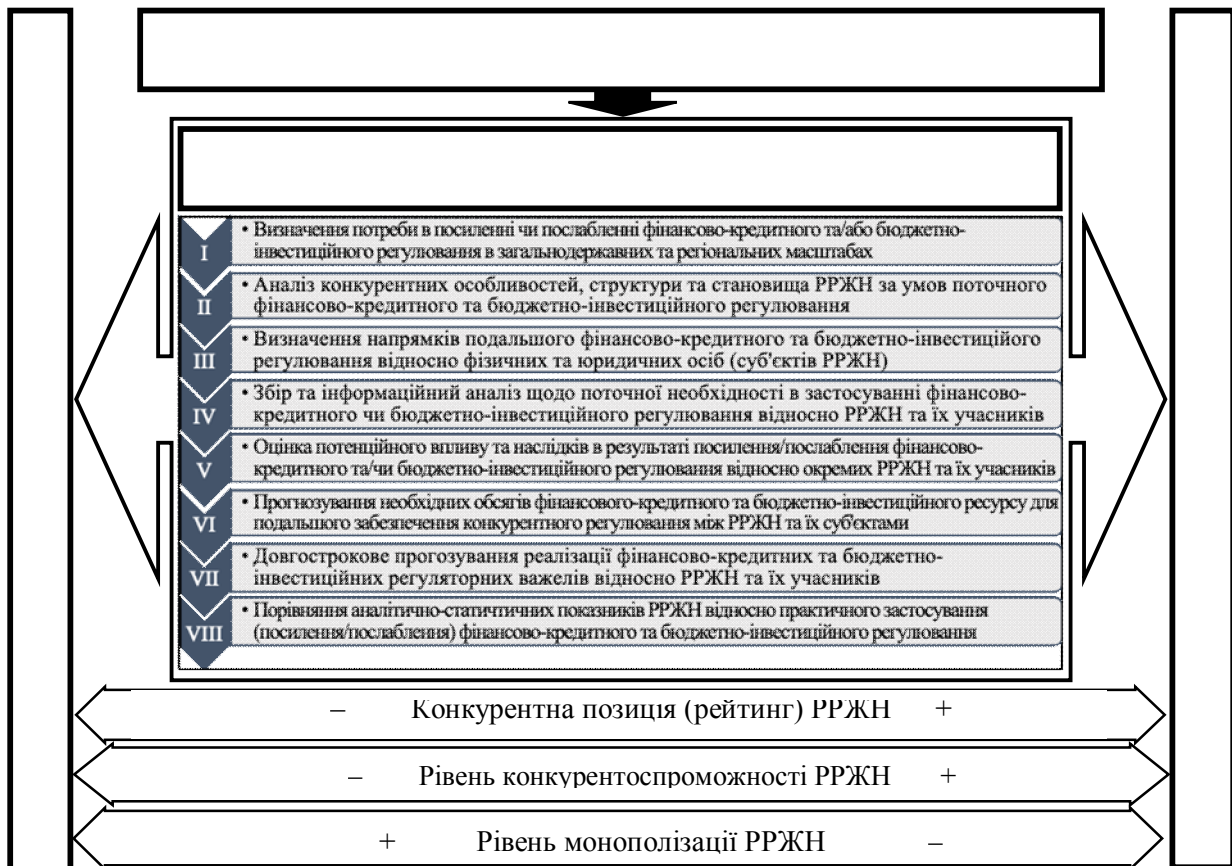 I
• Визначення потреби в посиленні чи послабленні фінансово-кредитного та/або бюджетно-
інвестиційного регулювання в загальнодержавних та регіональних масштабах
II
• Аналіз конкурентних особливостей, структури та становища РРЖН за умов поточного
фінансово-кредитного та бюджетно-інвестиційного регулювання
III
• Визначення напрямків подальшого фінансово-кредитного та бюджетно-інвестиційого
регулювання відносно фізичних та юридичних осіб (суб'єктів РРЖН)
IV
• Збір та інформаційний аналіз щодо поточної необхідності в застосуванні фінансово-
кредитного чи бюджетно-інвестиційного регулювання відносно РРЖН та їх учасників
V
• Оцінка потенційного впливу та наслідків в результаті посилення/послаблення фінансово-
кредитного та/чи бюджетно-інвестиційного регулювання відносно окремих РРЖН та їх учасників
VI
• Прогнозування необхідних обсягів фінансового-кредитного та бюджетно-інвестиційного ресурсу для
подальшого забезпечення конкурентного регулювання між РРЖН та їх суб'єктами
VII
• Довгострокове прогозування реалізації фінансово-кредитних та бюджетно-
інвестиційних регуляторних важелів відносно РРЖН та їх учасників
VIII
• Порівняння аналітично-статичтичних показників РРЖН відносно практичного застосування
(посилення/послаблення) фінансово-кредитного та бюджетно-інвестиційного регулювання
– Конкурентна позиція (рейтинг) РРЖН +
– Рівень конкурентоспроможності РРЖН +
+ Рівень монополізації РРЖН –